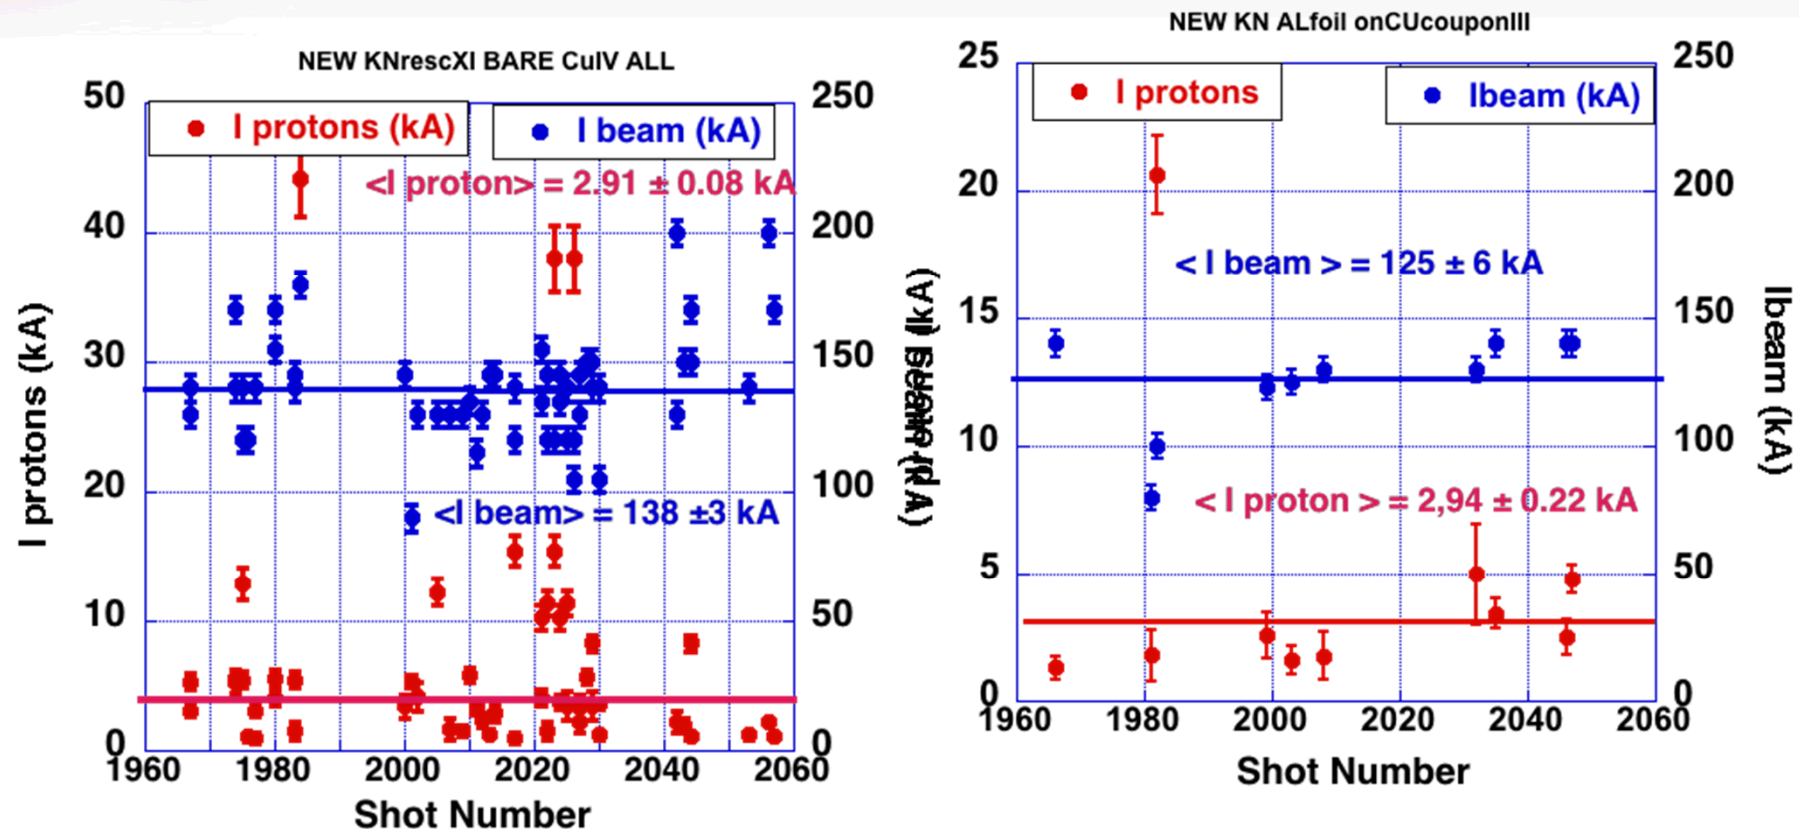 NEW KNrescXI BARE CuIV ALL
I protons (kA)
I beam (kA)
<I proton> = 2.91 ± 0.08 kA
<I beam> = 138 ±3 kA
I protons (kA)
50
40
30
20
10
0
250
200
150
100
50
0
1960 1980 2000 2020 2040 2060
Shot Number
NEW KN ALfoil onCUcouponIII
I protons
Ibeam (kA)
< I beam > = 125 ± 6 kA
< I proton > = 2,94 ± 0.22 kA
25
20
15
10
5
0
250
200
150
100
50
0
Ibeam (kA)
1960 1980 2000 2020 2040 2060
Shot Number